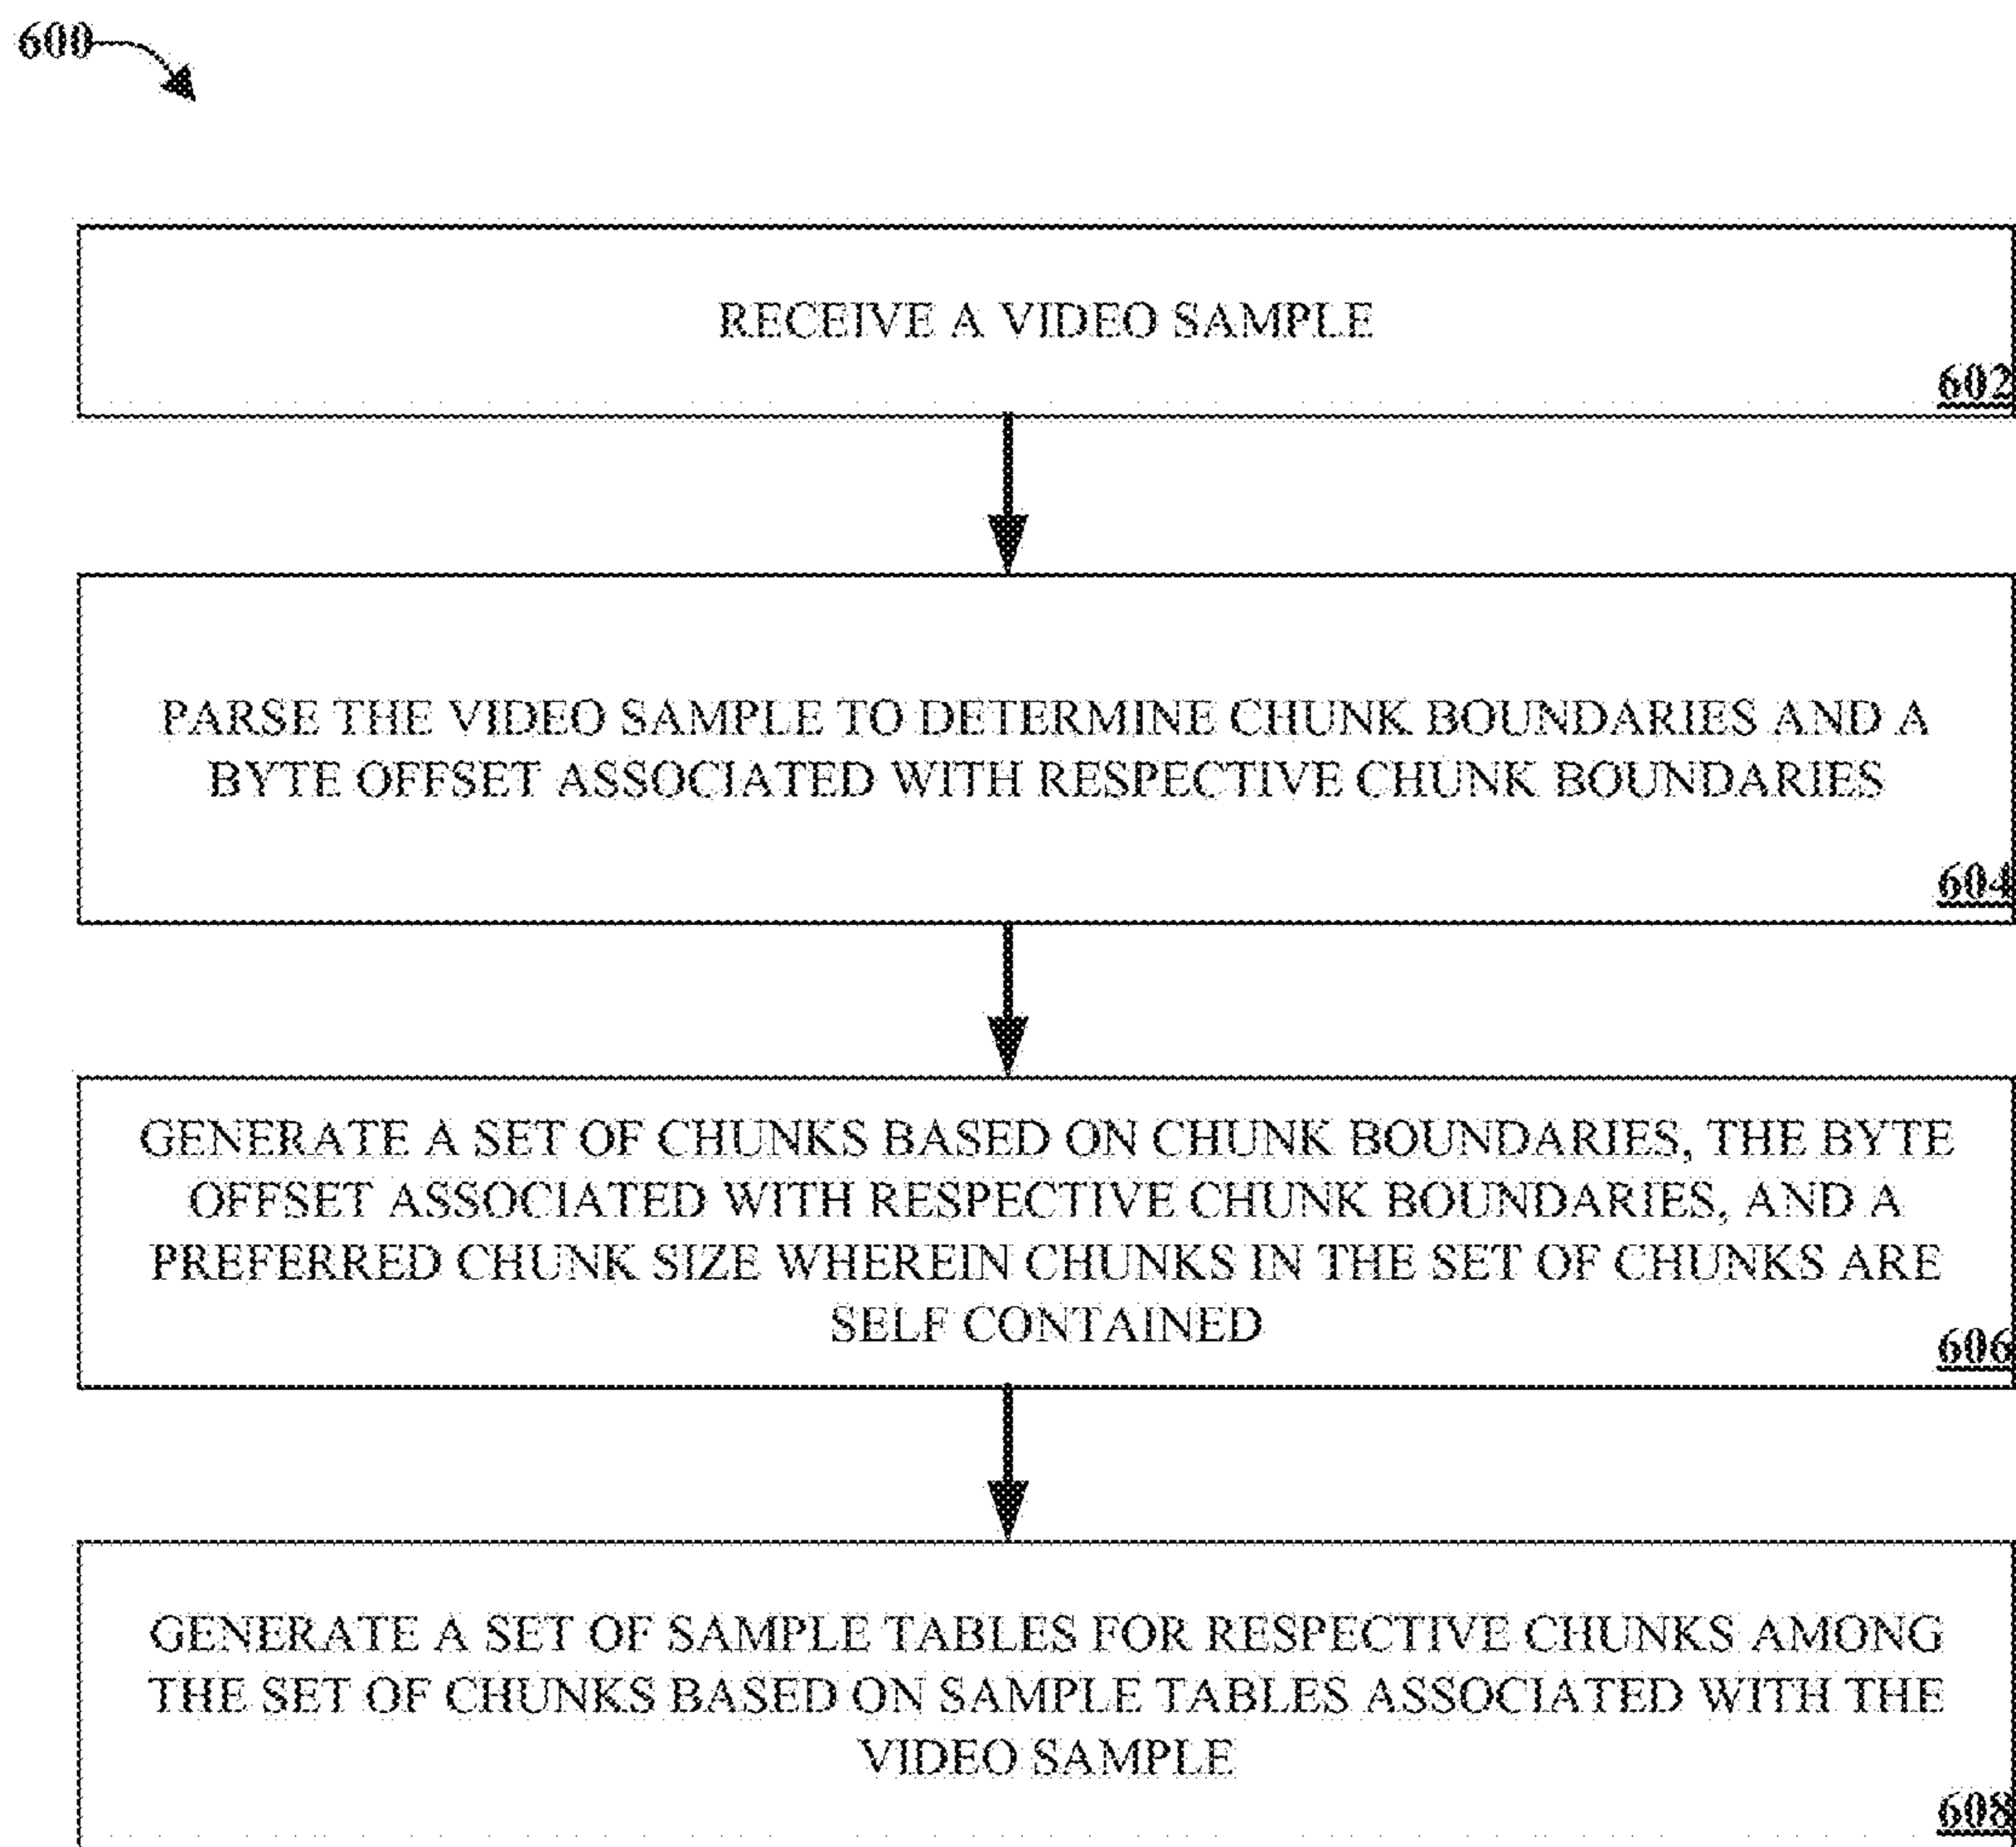 600
RECEIVE A VIDEO SAMPLE
602
PARSE THE VIDEO SAMPLE TO DETERMINE CHUNK BOUNDARIES AND A
BYTE OFFSET ASSOCIATED WITH RESPECTIVE CHUNK BOUNDARIES
604
GENERATE A SET OF CHUNKS BASED ON CHUNK BOUNDARIES, THE BYTE
OFFSET ASSOCIATED WITH RESPECTIVE CHUNK BOUNDARIES, AND A
PREFERRED CHUNK SIZE WHEREIN CHUNKS IN THE SET OF CHUNKS ARE
SELF CONTAINED
606
GENERATE A SET OF SAMPLE TABLES FOR RESPECTIVE CHUNKS AMONG
THE SET OF CHUNKS BASED ON SAMPLE TABLES ASSOCIATED WITH THE
VIDEO SAMPLE
608